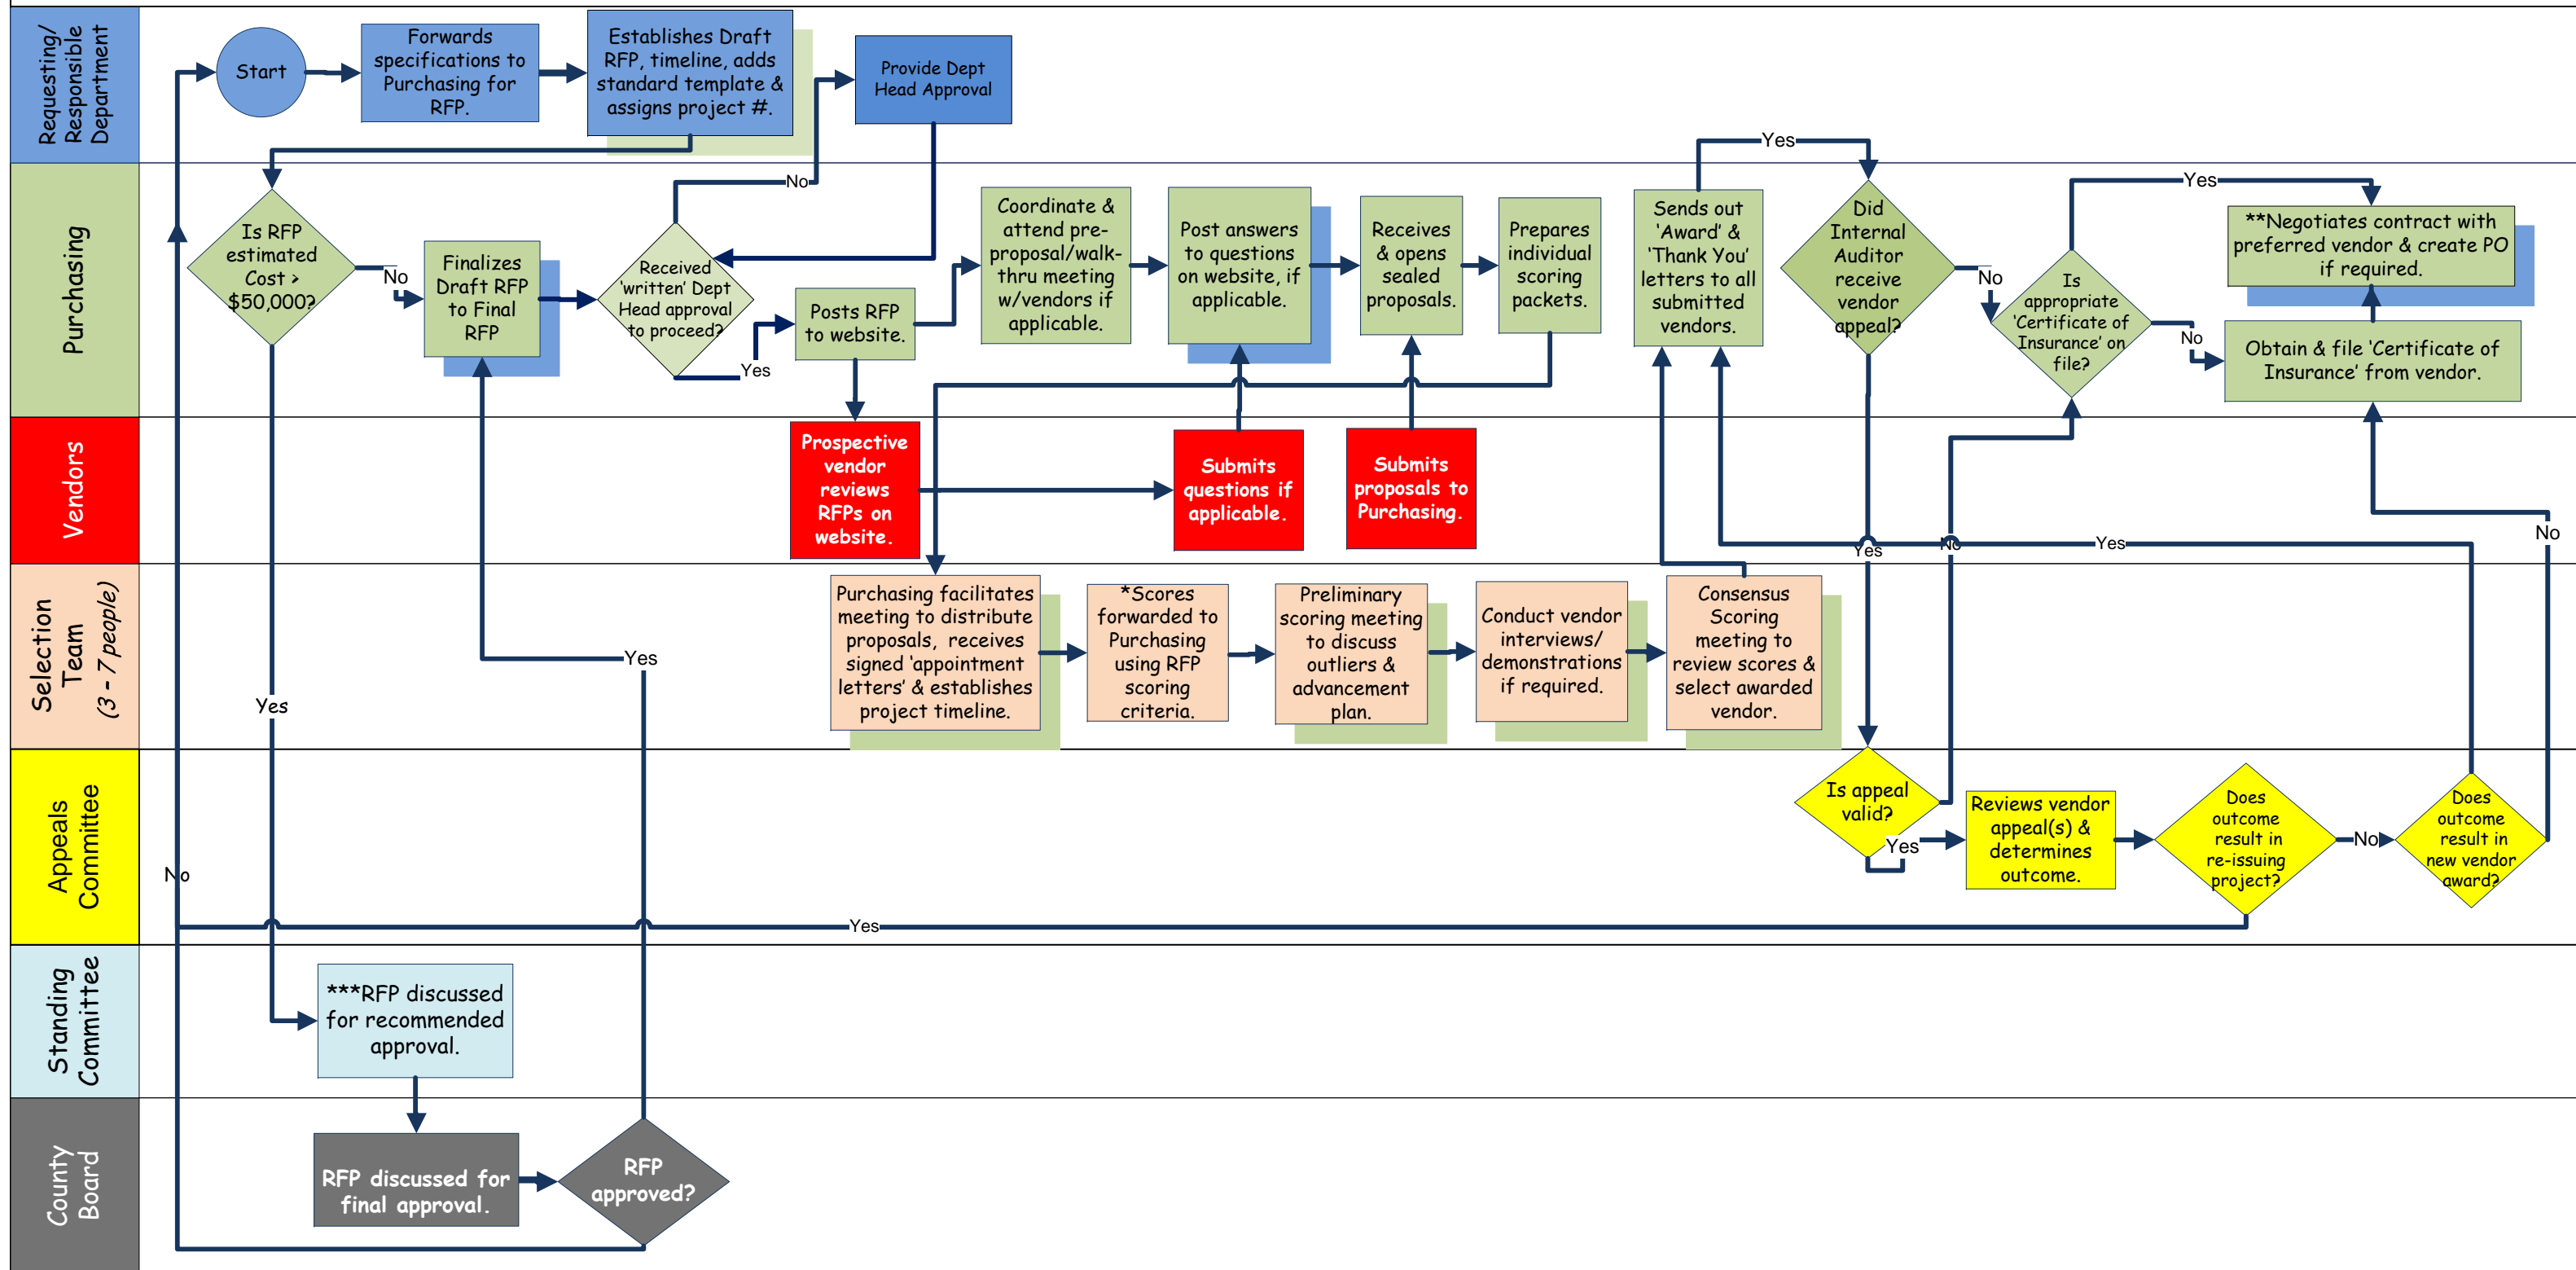 Requesting/
Responsible
Department
Start
Forwards
specifications to
Purchasing for
RFP.
Establishes Draft
RFP, timeline, adds
standard template &
assigns project #.
Provide Dept
Head Approval
Yes
Purchasing
Is RFP
estimated
Cost >
$50,000?
No
Finalizes
Draft RFP
to Final
RFP
No
Received
'written' Dept
Head approval
to proceed?
Yes
Posts RFP
to website.
Coordinate &
attend pre-
proposal/walk-
thru meeting
w/vendors if
applicable.
Post answers
to questions
on website, if
applicable.
Receives
& opens
sealed
proposals.
Prepares
individual
scoring
packets.
Sends out
‘Award’ &
‘Thank You’
letters to all
submitted
vendors.
Did
Internal
Auditor
receive
vendor
appeal?
No
Is
appropriate
‘Certificate of
Insurance’ on
file?
Yes
No
**Negotiates contract with
preferred vendor & create PO
if required.
Obtain & file ‘Certificate of
Insurance’ from vendor.
Vendors
Prospective
vendor
reviews
RFPs on
website.
Submits
questions if
applicable.
Submits
proposals to
Purchasing.
Yes
No
Yes
No
Selection
Team
(3 - 7 people)
Yes
Yes
Purchasing facilitates
meeting to distribute
proposals, receives
signed ‘appointment
letters’ & establishes
project timeline.
*Scores
forwarded to
Purchasing
using RFP
scoring
criteria.
Preliminary
scoring meeting
to discuss
outliers &
advancement
plan.
Conduct vendor
interviews/
demonstrations
if required.
Consensus
Scoring
meeting to
review scores &
select awarded
vendor.
Appeals
Committee
No
Is appeal
valid?
Yes
Reviews vendor
appeal(s) &
determines
outcome.
Does
outcome
result in
re-issuing
project?
No
Does
outcome
result in
new vendor
award?
Yes
Standing
Committee
***RFP discussed
for recommended
approval.
County
Board
RFP discussed for
final approval.
RFP
approved?